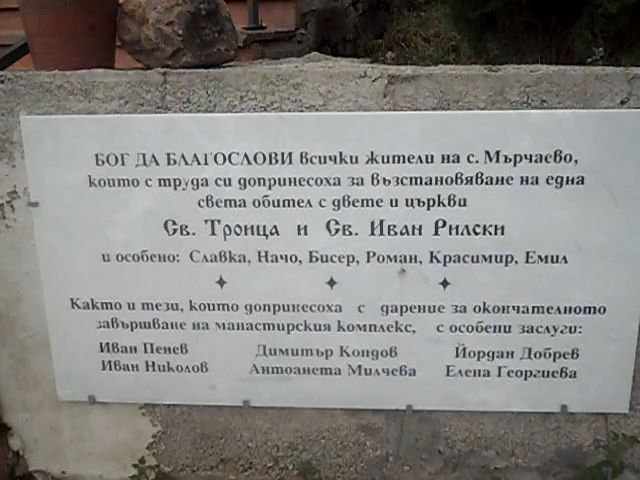 БОГ ДА БЛАГОСЛОВИ всички жители на с. Мърчаево,
които с труда си допринесоха за възстановяване на една
света обител с двете и църкви
Св. Троица и Св. Иван Рилски
и особено: Славка, Начо, Бисер, Роман, Красимир, Емил
Както и тези, които допринесоха с дарение за окончателното
завършване на манастирския комплекс, с особени заслуги:
Иван Пенев Димитър Кондов Йордан Добрев
Иван Николов Антоанета Милчева Елена Георгиева